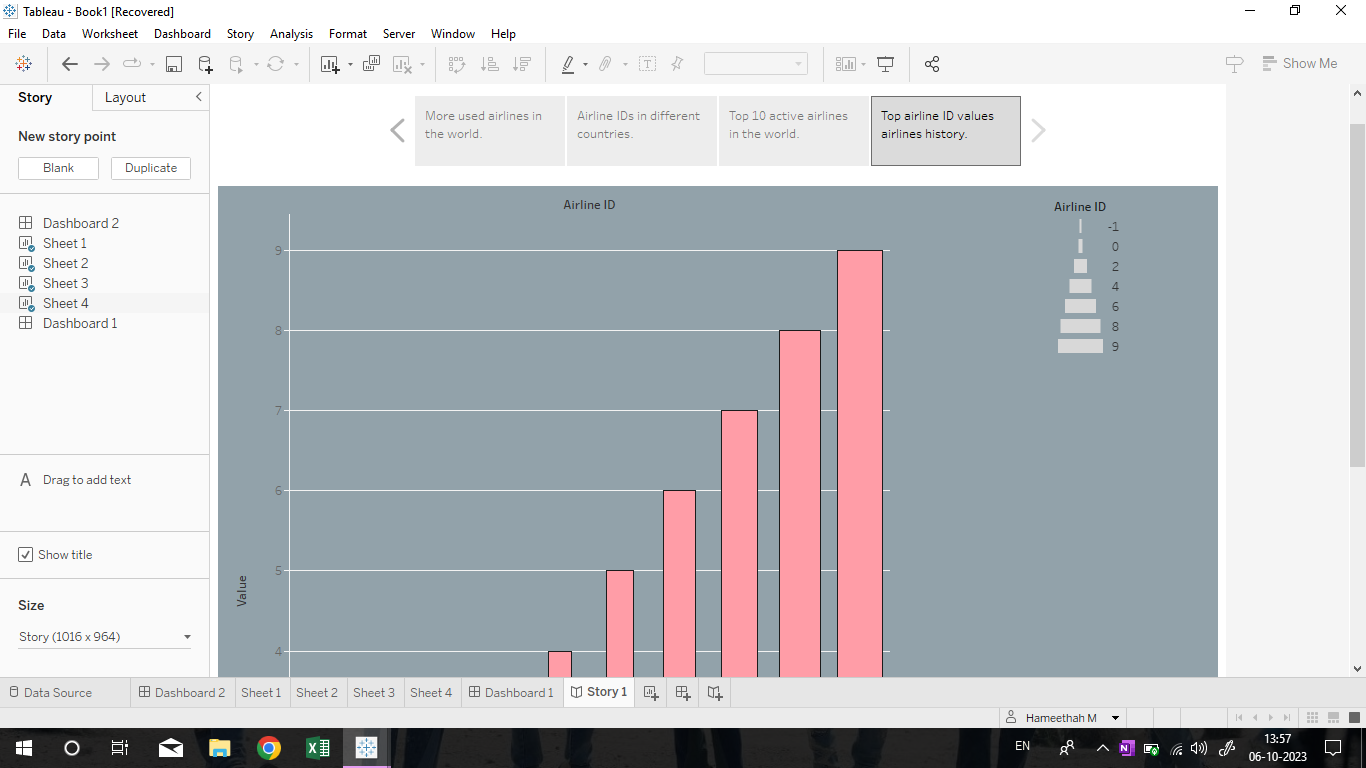 Tableau - Book1 [Recovered]
File Data Worksheet Dashboard Story Analysis Format Server Window Help
Show Me
Story Layout
New story point
Blank Duplicate
Dashboard 2
Sheet 1
Sheet 2
Sheet 3
Sheet 4
Dashboard 1
A Drag to add text
Show title
Size
Story (1016 x 964)
More used airlines in
the world.
Airline IDs in different
countries.
Top 10 active airlines
in the world.
Top airline ID values
airlines history.
Airline ID
9
8
7
6
5
4
Value
Airline ID
-1
0
2
4
6
8
9
Data Source Dashboard 2 Sheet 1 Sheet 2 Sheet 3 Sheet 4 Dashboard 1 Story 1
Hameethah M
EN
13:57
06-10-2023